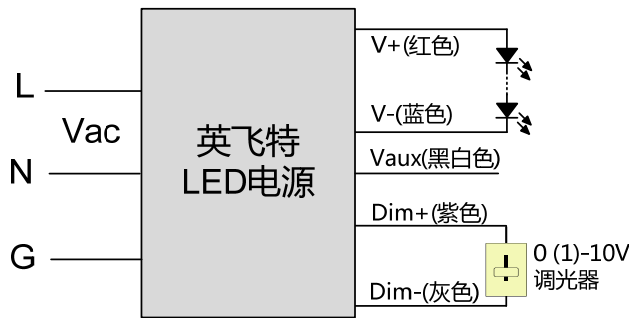 L
Vac
N
G
英飞特
LED电源
V+(红色)
V-(蓝色)
Vaux(黑白色)
Dim+(紫色)
Dim-(灰色)
0 (1)-10V
调光器